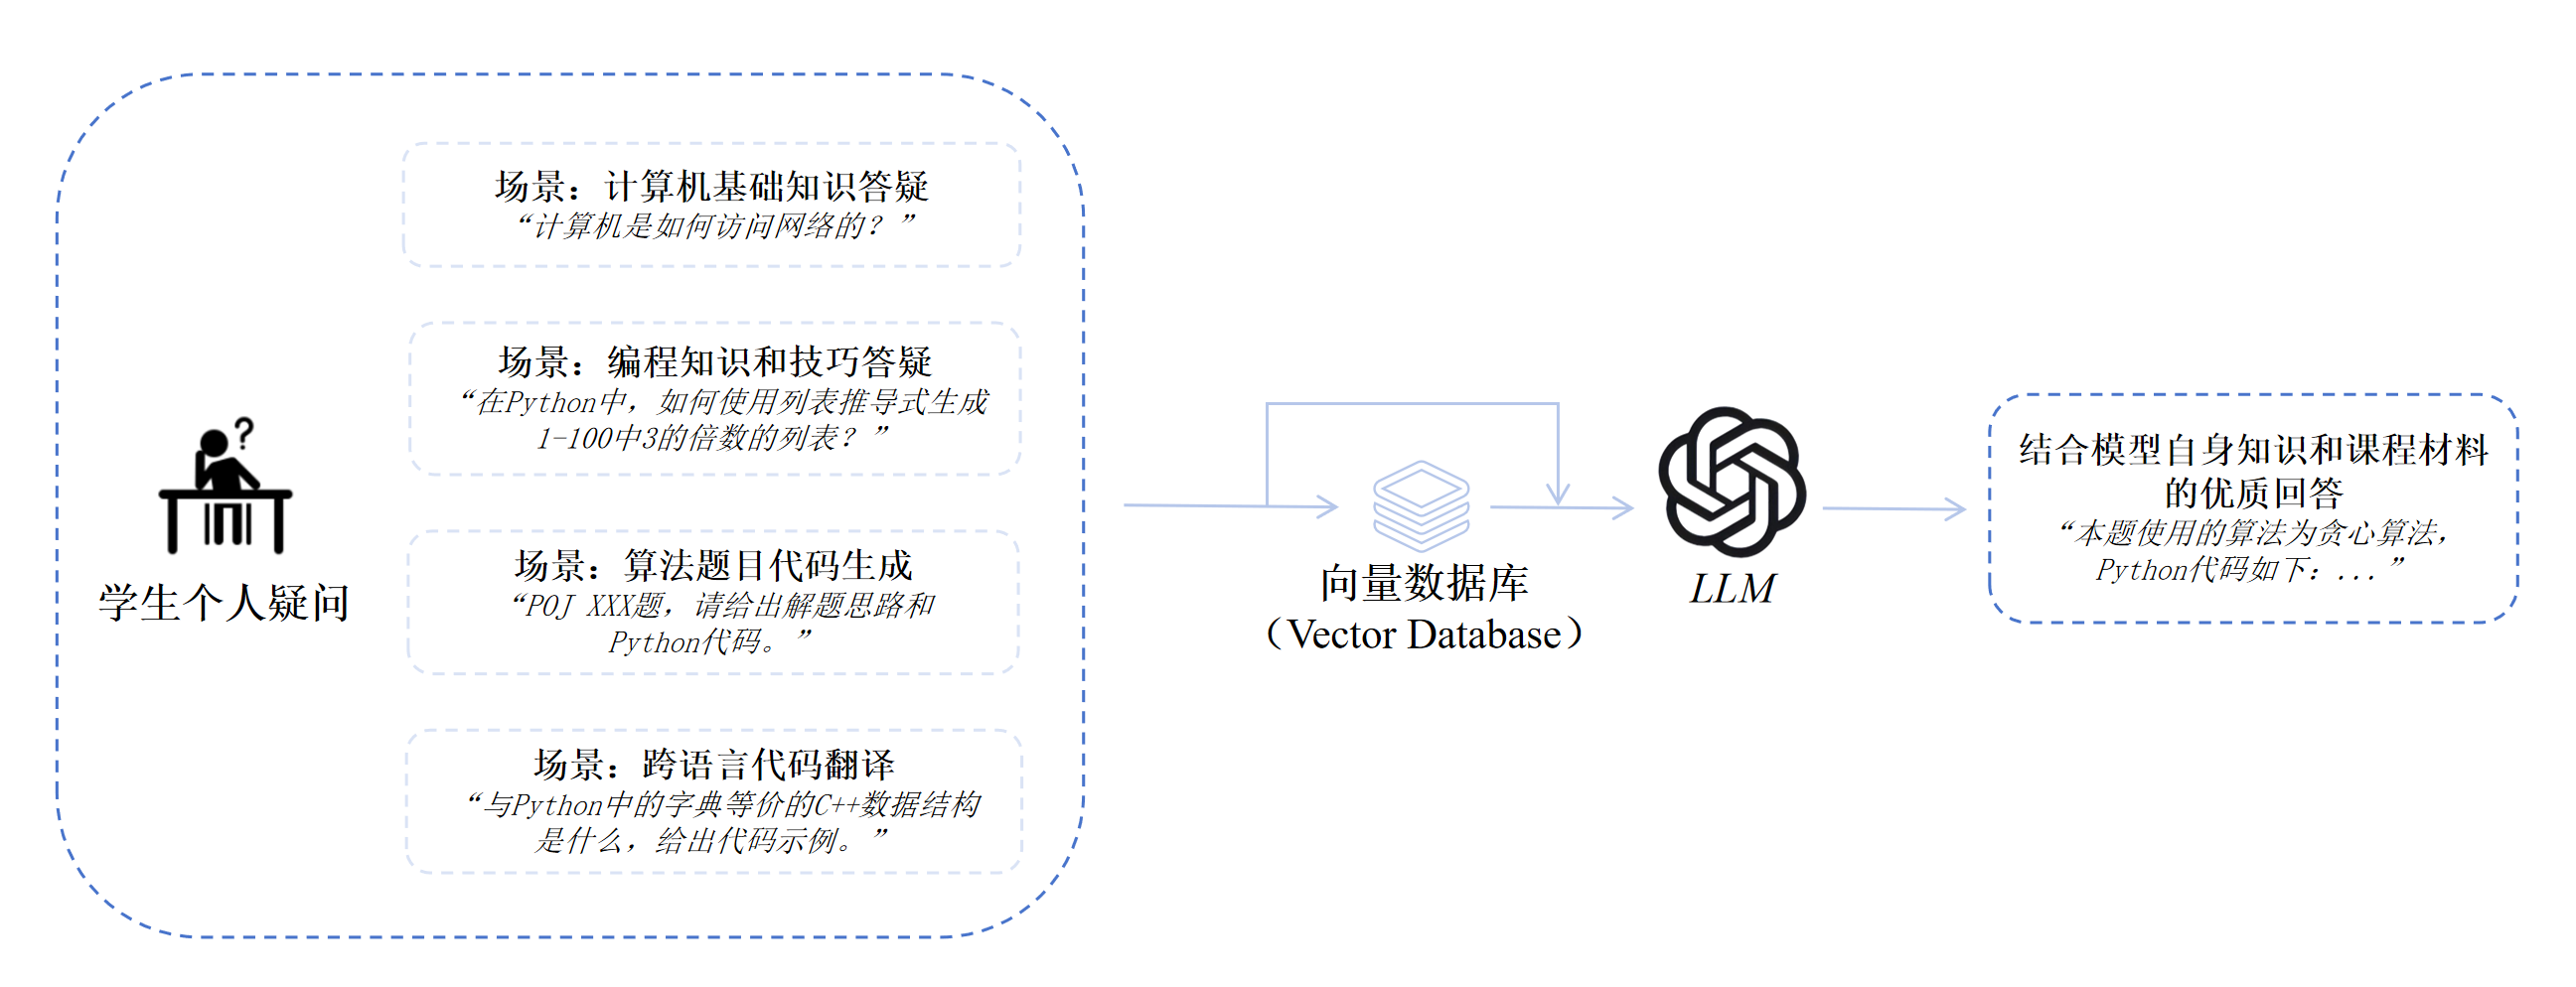 场景：计算机基础知识答疑
“计算机是如何访问网络的？”
场景：编程知识和技巧答疑
“在Python中，如何使用列表推导式生成
1-100中3的倍数的列表？”
场景：算法题目代码生成
“POJ XXX题，请给出解题思路和
Python代码。”
场景：跨语言代码翻译
“与Python中的字典等价的C++数据结构
是什么，给出代码示例。”
?
学生个人疑问
向量数据库
（Vector Database）
LLM
结合模型自身知识和课程材料
的优质回答
“本题使用的算法为贪心算法，
Python代码如下：...”